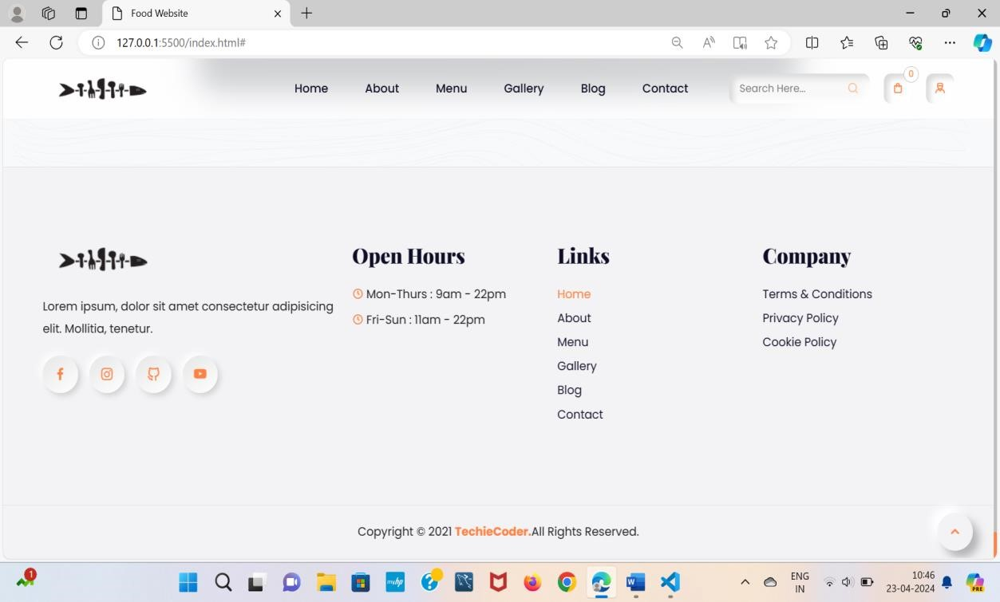 Food Website
127.0.0.1:5500/index.html#
Home About Menu Gallery Blog Contact Search Here... 0
Open Hours
Links
Company
Lorem ipsum, dolor sit amet consectetur adipisicing
elit. Mollitia, tenetur.
Mon-Thurs : 9am - 22pm
Fri-Sun : 11am - 22pm
Home
About
Menu
Gallery
Blog
Contact
Terms & Conditions
Privacy Policy
Cookie Policy
Copyright © 2021 TechieCoder.All Rights Reserved.
1
myhp
ENG
IN
10:46
23-04-2024
PRE